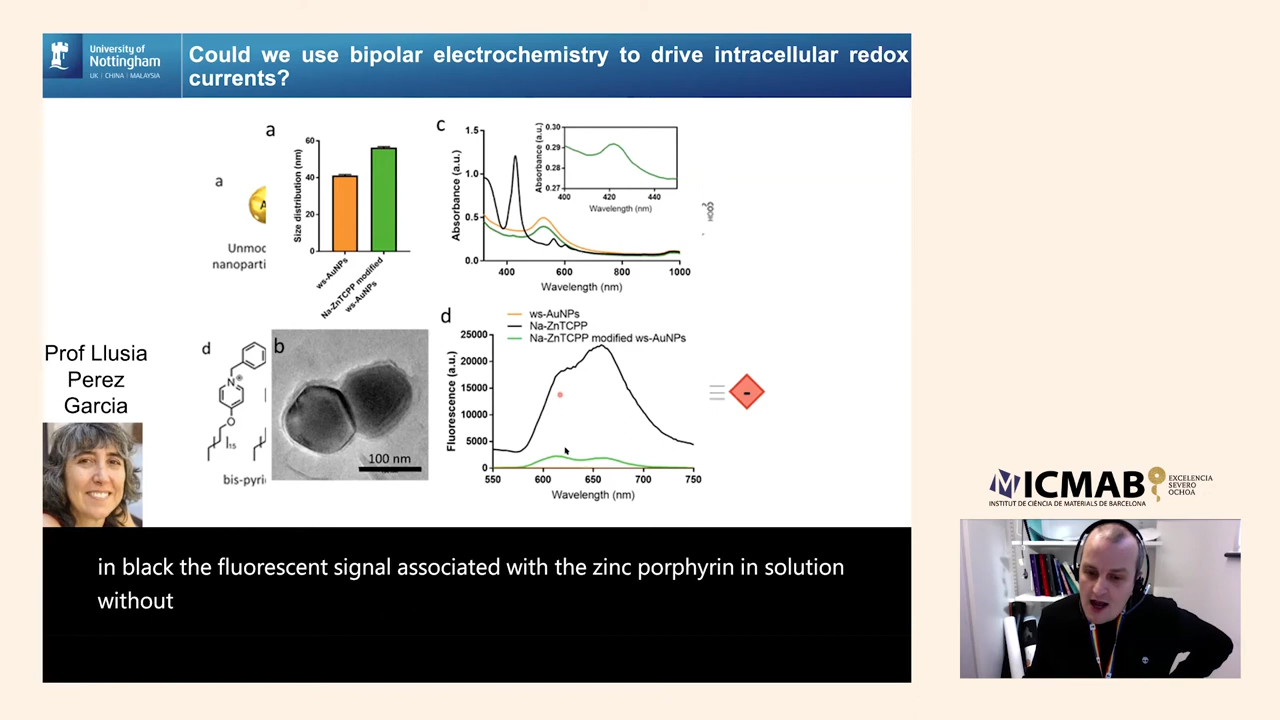 University of
Nottingham
UK | CHINA | MALAYSIA
Could we use bipolar electrochemistry to drive intracellular redox
currents?
a
Unmoc
nanoparti
a
Size distribution (nm)
60
40
20
0
ws-AuNPs
Na-ZnTCPP modified
ws-AuNPs
c
Absorbance (a.u.)
1.5
1.0
0.5
0.0
400
600
800
1000
Wavelength (nm)
Absorbance (a.u.)
0.30
0.29
0.28
0.27
400
420
440
Wavelength (nm)
COOH
Prof Llusia
Perez
Garcia
d
N
O
15
bis-pyri
b
100 nm
d
ws-AuNPs
Na-ZnTCPP
Na-ZnTCPP modified ws-AuNPs
Fluorescence (a.u.)
25000
20000
15000
10000
5000
0
550
600
650
700
750
Wavelength (nm)
-
in black the fluorescent signal associated with the zinc porphyrin in solution
without
ICMAB
INSTITUT DE CIÈNCIA DE MATERIALS DE BARCELONA
EXCELENCIA
SEVERO
OCHOA